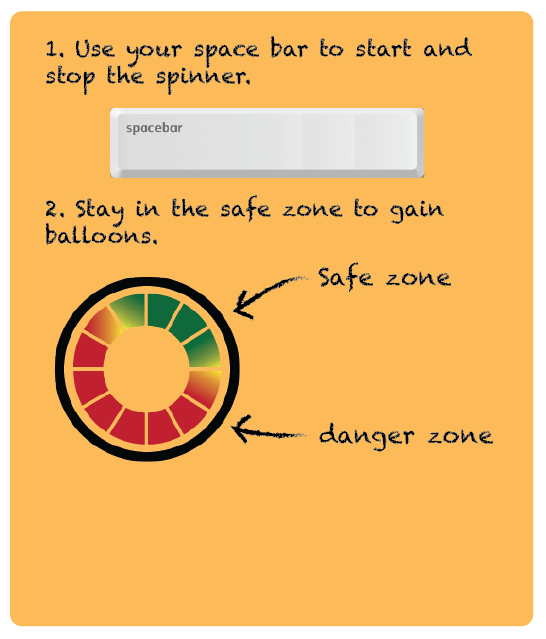 1. Use your space bar to start and
stop the spinner.
spacebar
2. Stay in the safe zone to gain
balloons.
Safe zone
danger zone